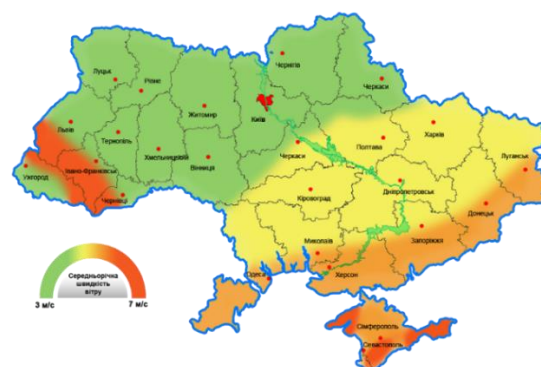 Чернігів
Луцьк
Рівне
Черкаси
Житомир
Київ
Львів
Харків
Тернопіль
Полтава
Черкаси
Хмельницький
Вінниця
Івано-Франківськ
Луганськ
Ужгород
Дніпропетровськ
Кіровоград
Чернівці
Донецьк
Запоріжжя
Миколаїв
Одеса
Херсон
Середньорічна
швидкість
вітру
3 м/с
7 м/с
Сімферополь
Севастополь